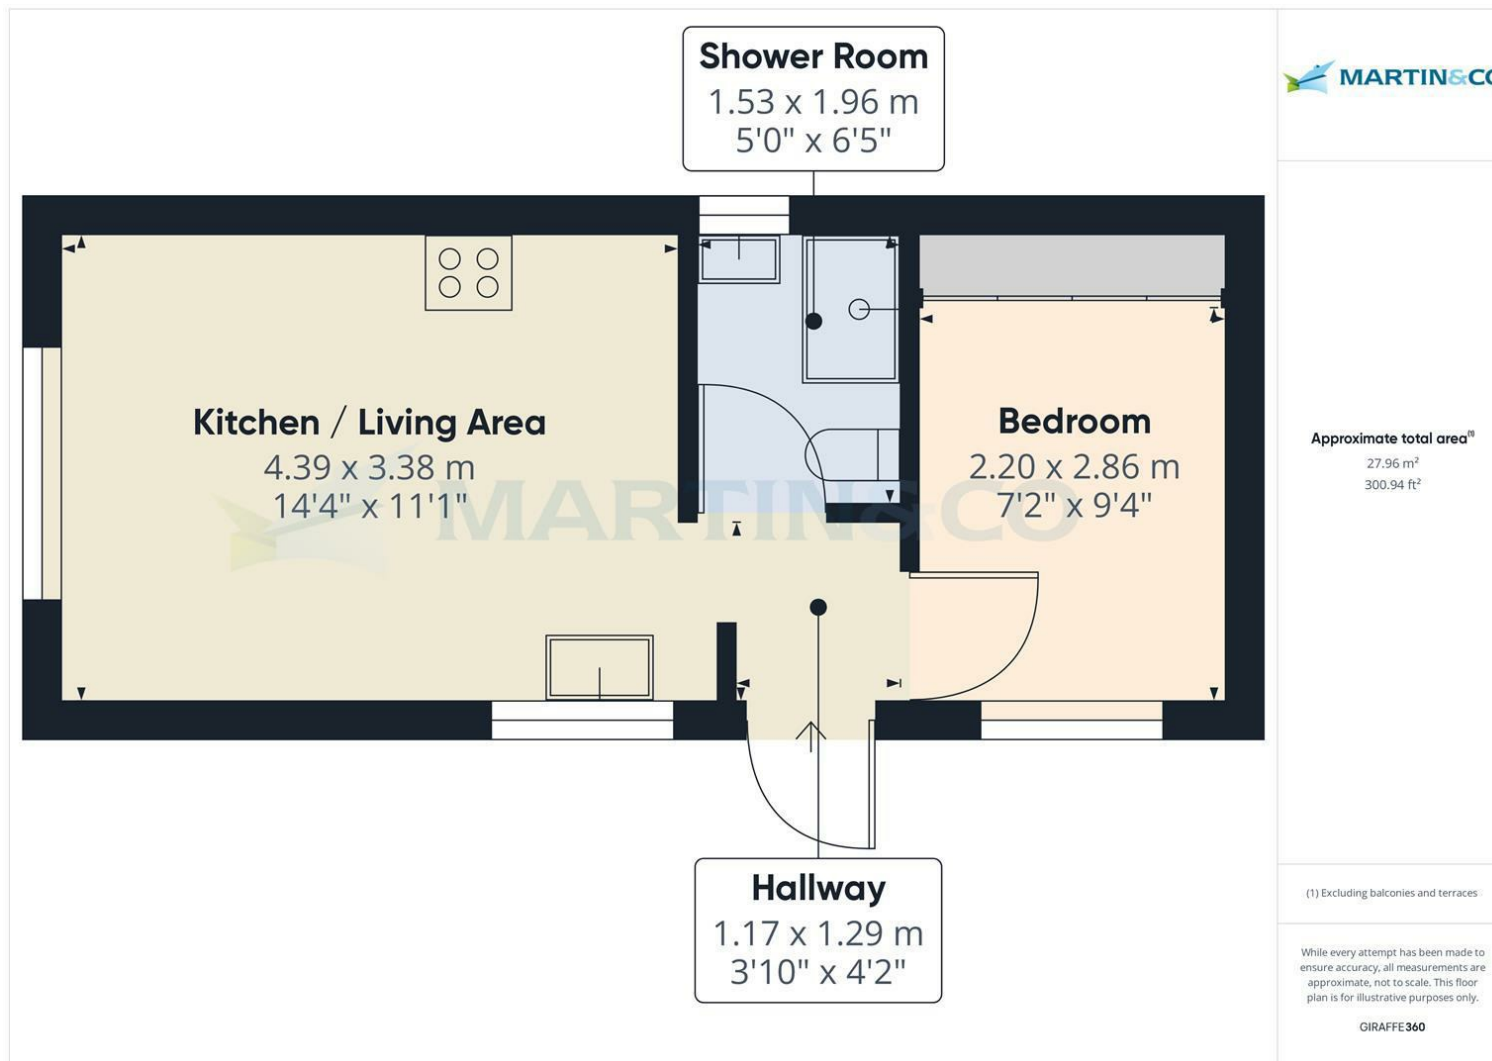 Shower Room
1.53 x 1.96 m
5'0" x 6'5"
Kitchen / Living Area
4.39 x 3.38 m
14'4" x 11'1"
Bedroom
2.20 x 2.86 m
7'2" x 9'4"
MARTIN&CO
Hallway
1.17 x 1.29 m
3'10" x 4'2"
MARTIN&CO
Approximate total area⁽¹⁾
27.96 m²
300.94 ft²
(1) Excluding balconies and terraces
While every attempt has been made to
ensure accuracy, all measurements are
approximate, not to scale. This floor
plan is for illustrative purposes only.
GIRAFFE360